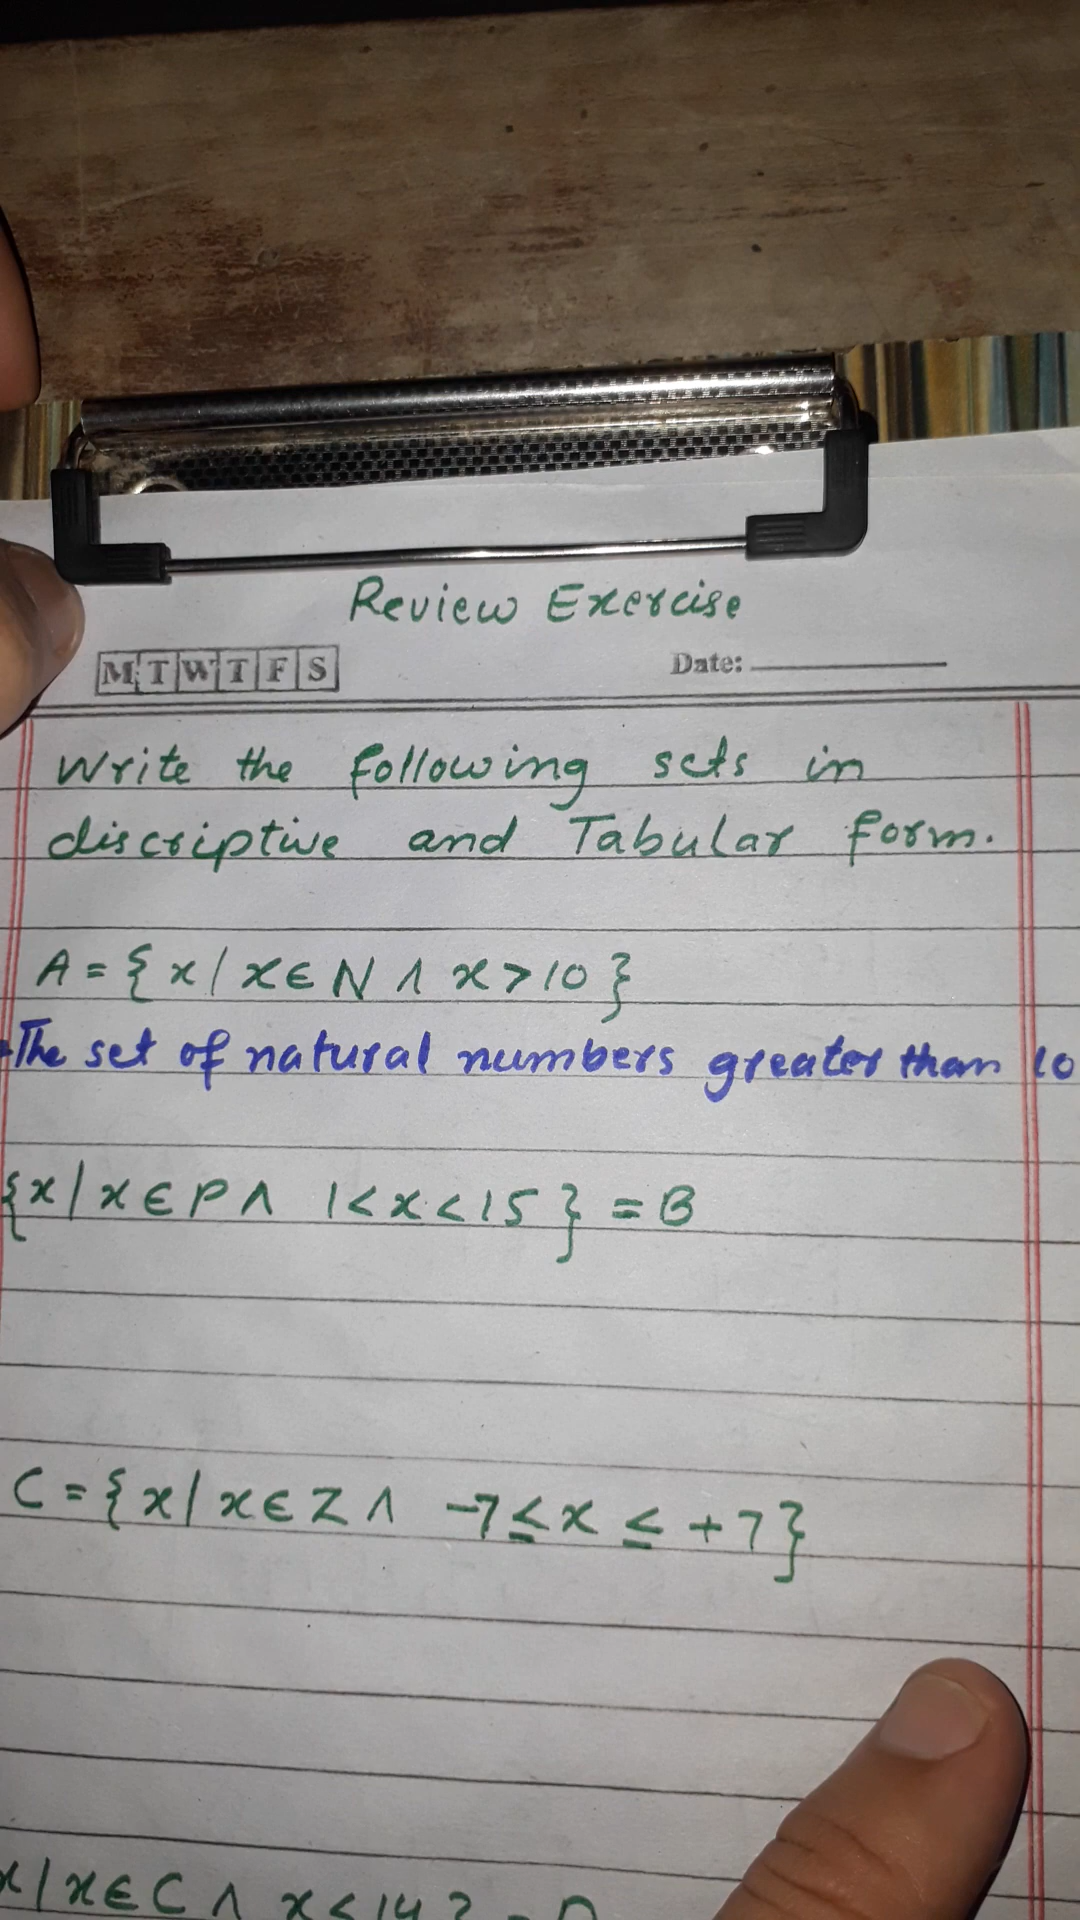 Review Exercise
M T W T F S Date:
Write the following sets in
discriptive and Tabular form.
A = { x / x ∈ N ∧ x > 10 }
The set of natural numbers greater than 10
{ x / x ∈ P ∧ 1 < x < 15 } = B
C = { x / x ∈ Z ∧ -7 ≤ x ≤ +7 }
x / x ∈ C ∧ x < 14 } =